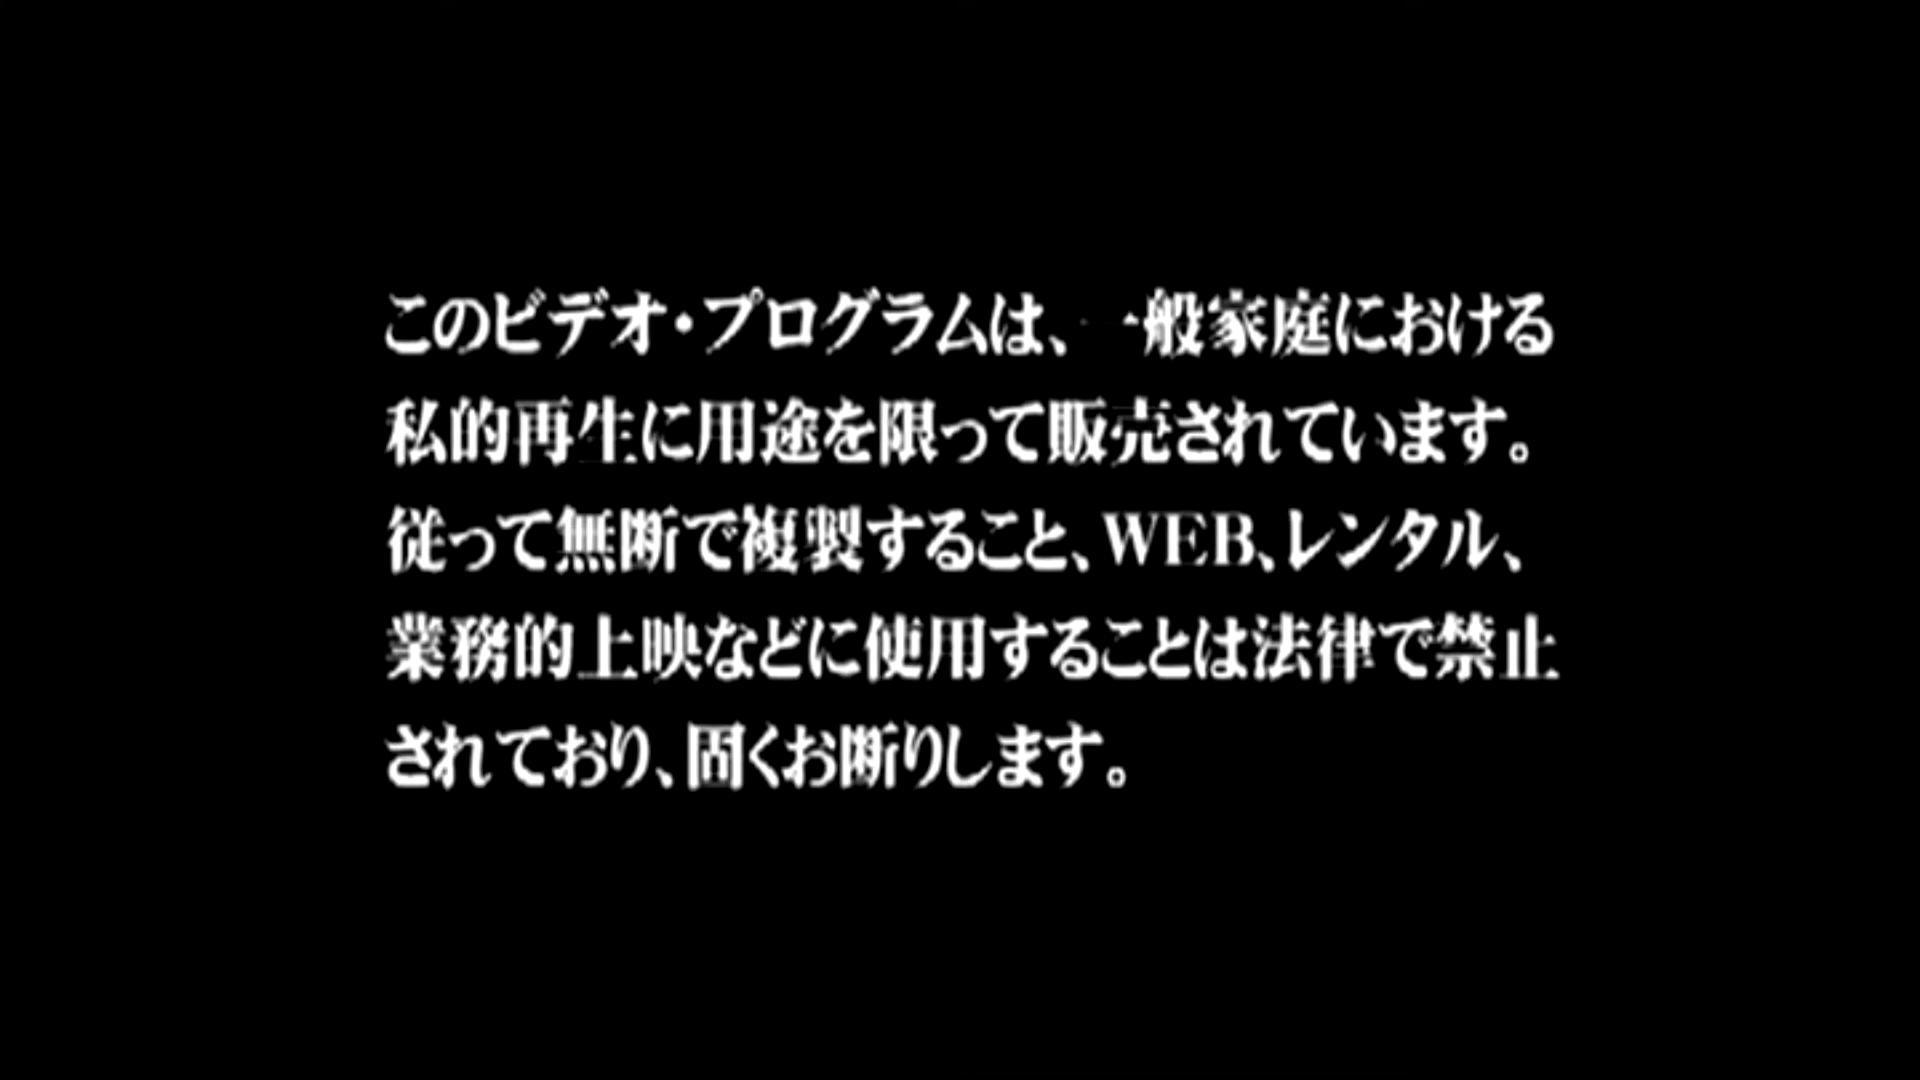 このビデオ・プログラムは、一般家庭における
私的再生に用途を限って販売されています。
従って無断で複製すること、WEB、レンタル、
業務的上映などに使用することは法律で禁止
されており、固くお断りします。